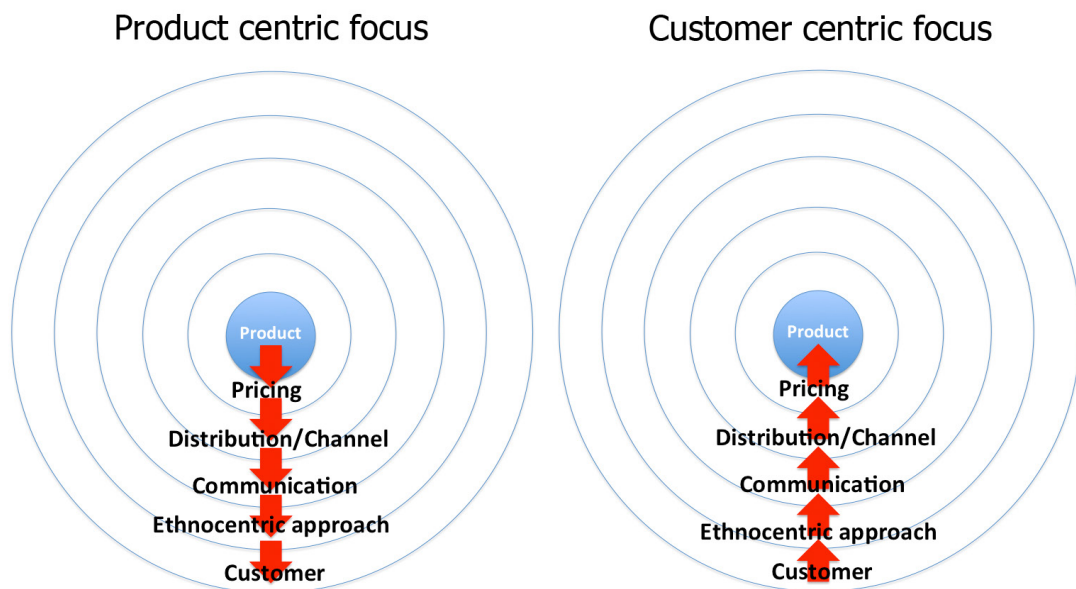 Product centric focus
Product
Pricing
Distribution/Channel
Communication
Ethnocentric approach
Customer
Customer centric focus
Product
Pricing
Distribution/Channel
Communication
Ethnocentric approach
Customer